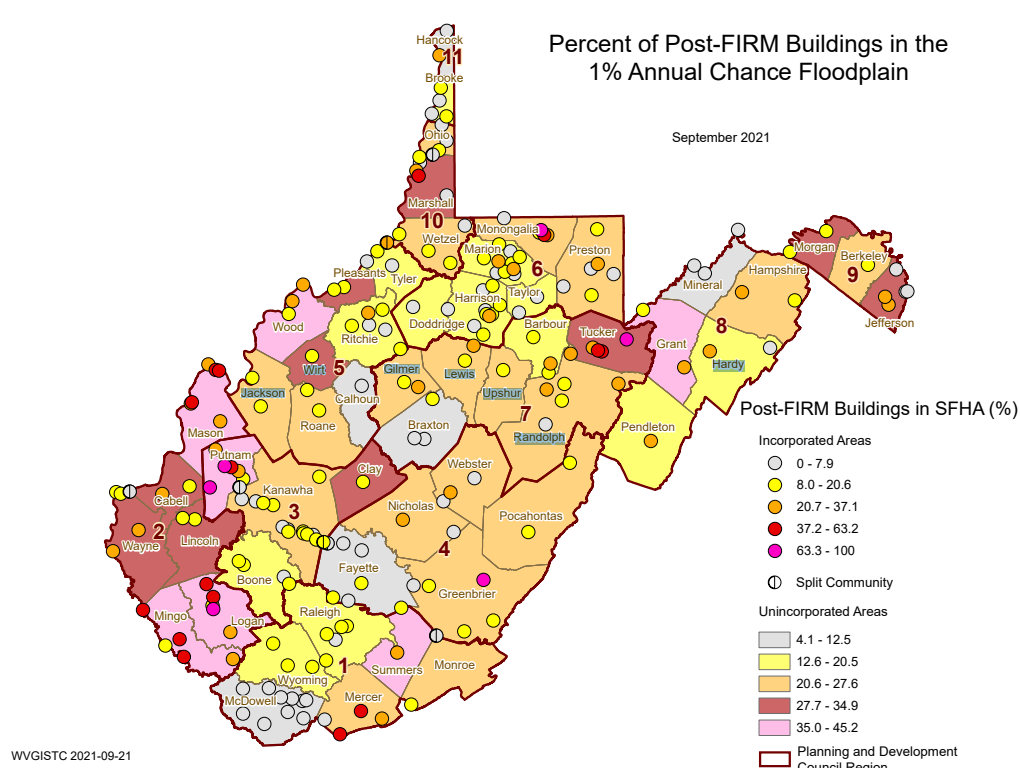 Percent of Post-FIRM Buildings in the
1% Annual Chance Floodplain
September 2021
Hancock
11
Brooke
Ohio
Marshall
10
Wetzel
Monongalia
Marion
6
Preston
Pleasants
Tyler
Harrison
Taylor
Doddridge
Wood
Ritchie
Barbour
Tucker
Mineral
Hampshire
Morgan
Berkeley
9
Jefferson
8
Grant
Hardy
Wirt
5
Gilmer
Lewis
Upshur
Jackson
Calhoun
Roane
Braxton
7
Randolph
Pendleton
Mason
Putnam
Clay
Webster
Kanawha
3
Nicholas
Pocahontas
Cabell
2
Wayne
Lincoln
4
Boone
Fayette
Greenbrier
Mingo
Logan
Raleigh
1
Wyoming
Summers
Monroe
McDowell
Mercer
Post-FIRM Buildings in SFHA (%)
Incorporated Areas
0 - 7.9
8.0 - 20.6
20.7 - 37.1
37.2 - 63.2
63.3 - 100
Split Community
Unincorporated Areas
4.1 - 12.5
12.6 - 20.5
20.6 - 27.6
27.7 - 34.9
35.0 - 45.2
Planning and Development
Council Region
WVGISTC 2021-09-21